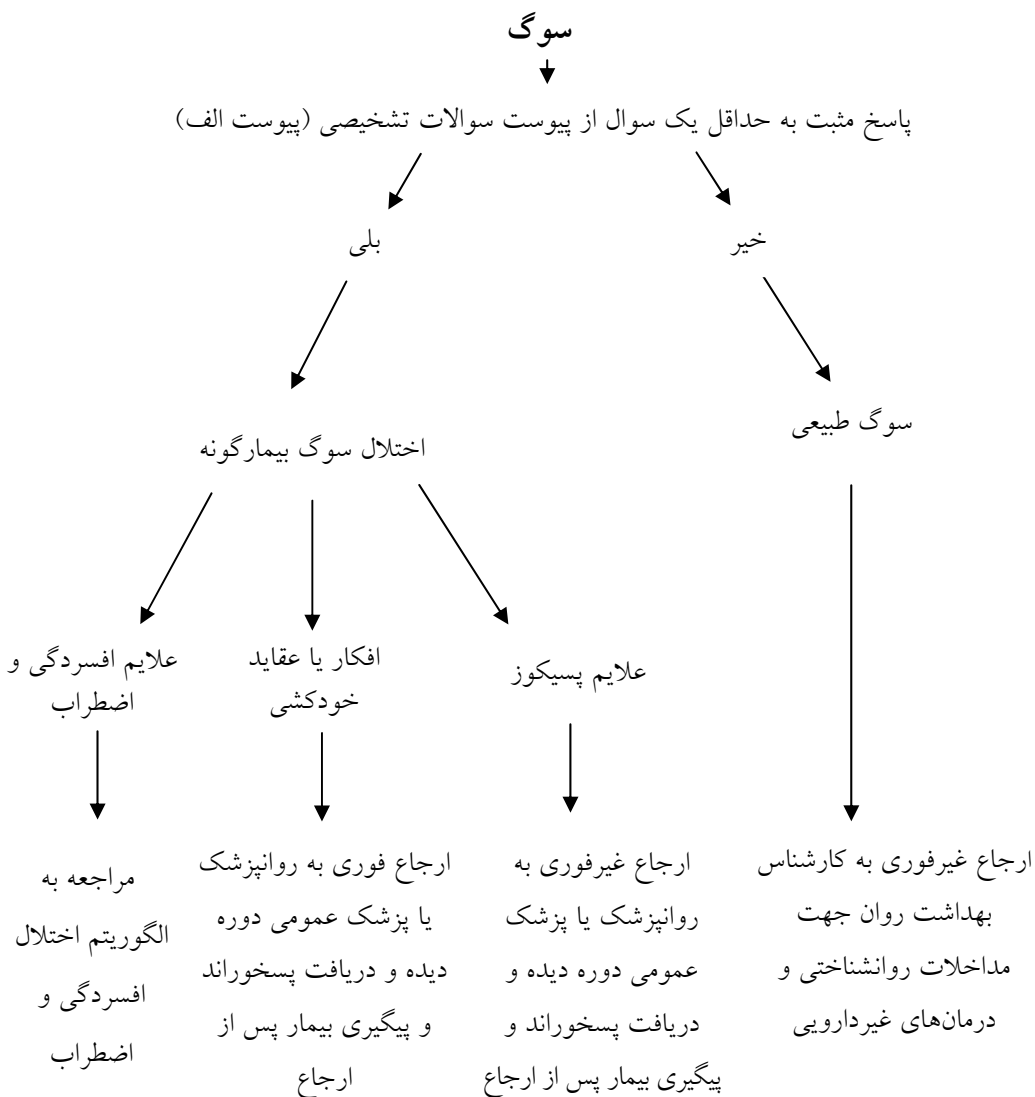 سوگ
پاسخ مثبت به حداقل یک سوال از پیوست سوالات تشخیصی (پیوست الف)
خیر
بلی
سوگ طبیعی
اختلال سوگ بیمارگونه
علایم پسیکوز
افکار یا عقاید
خودکشی
علایم افسردگی و
اضطراب
ارجاع غیرفوری به کارشناس
بهداشت روان جهت
مداخلات روانشناختی و
درمان‌های غیردارویی
ارجاع غیرفوری به
روانپزشک یا پزشک
عمومی دوره دیده و
دریافت پسخوراند و
پیگیری بیمار پس از ارجاع
ارجاع فوری به روانپزشک
یا پزشک عمومی دوره
دیده و دریافت پسخوراند
و پیگیری بیمار پس از
ارجاع
مراجعه به
الگوریتم اختلال
افسردگی و
اضطراب